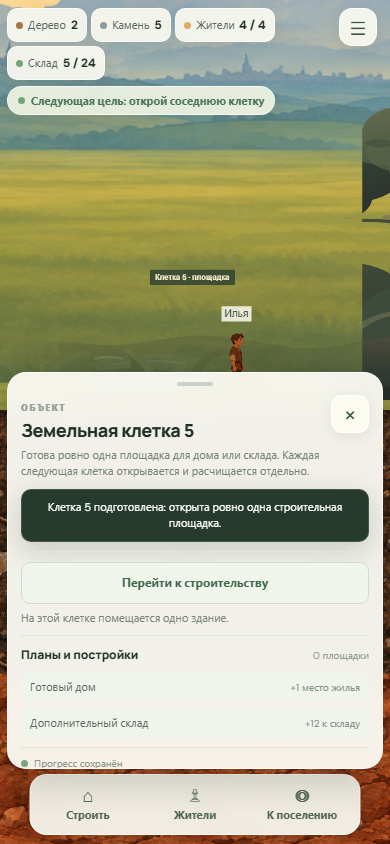 Дерево 2
Камень 5
Жители 4 / 4
Склад 5 / 24
Следующая цель: открой соседнюю клетку
Клетка 5 · площадка
Илья
ОБЪЕКТ
Земельная клетка 5
Готова ровно одна площадка для дома или склада. Каждая
следующая клетка открывается и расчищается отдельно.
Клетка 5 подготовлена: открыта ровно одна строительная
площадка.
Перейти к строительству
На этой клетке помещается одно здание.
Планы и постройки
0 площадки
Готовый дом
+1 место жилья
Дополнительный склад
+12 к складу
Прогресс сохранён
Строить
Жители
К поселению